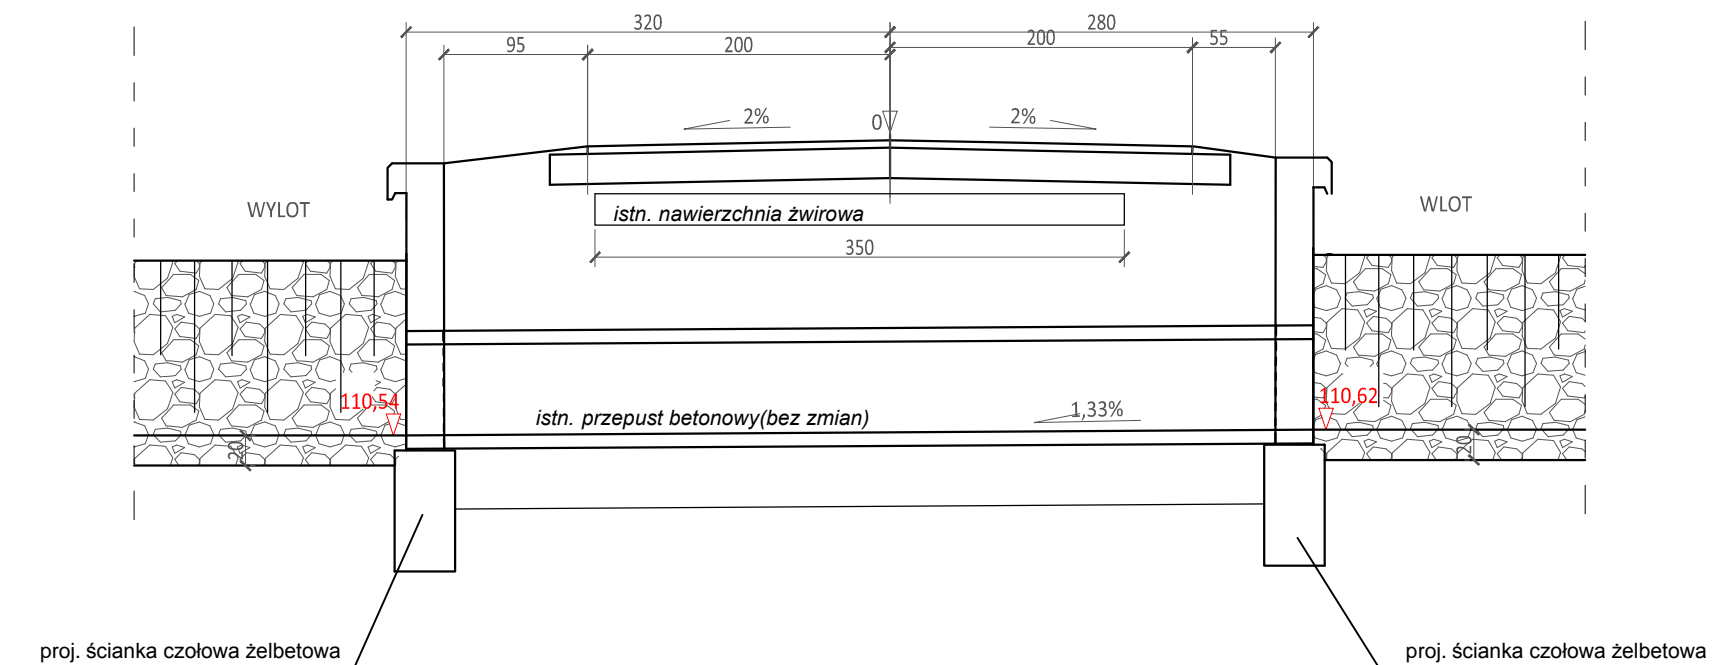 320
280
95
200
200
55
2%
0
2%
WYLOT
istn. nawierzchnia żwirowa
WLOT
350
110,54
istn. przepust betonowy(bez zmian)
1,33%
110,62
20
20
proj. ścianka czołowa żelbetowa
proj. ścianka czołowa żelbetowa